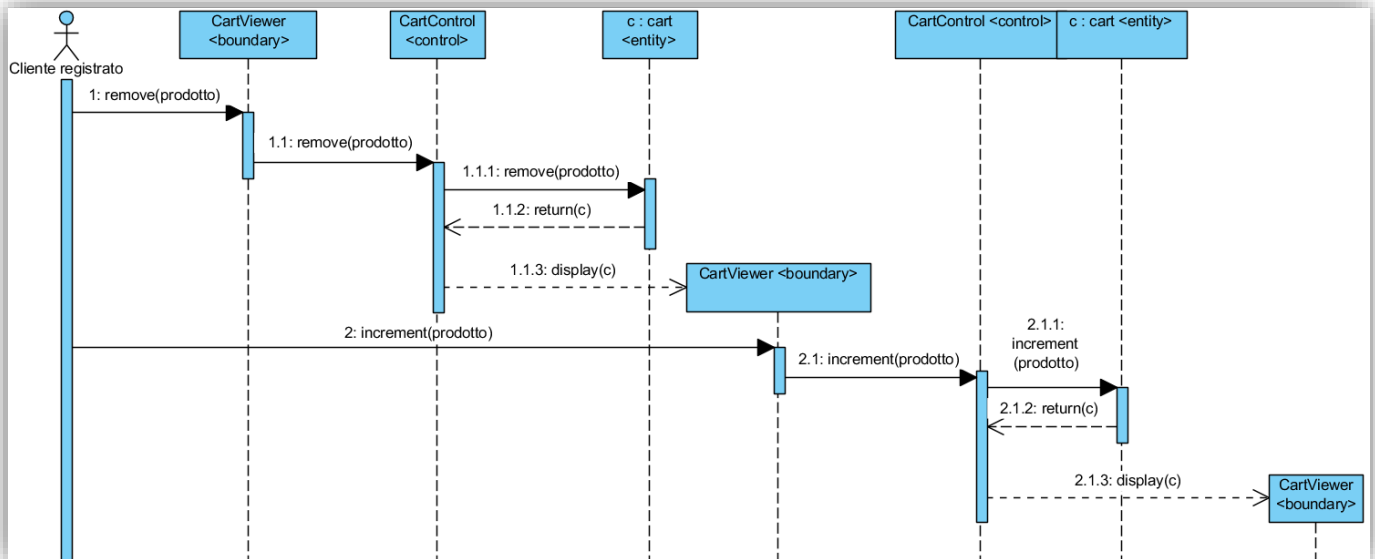 CartViewer
<boundary>
CartControl
<control>
c : cart
<entity>
CartControl <control>
c : cart <entity>
Cliente registrato
1: remove(prodotto)
1.1: remove(prodotto)
1.1.1: remove(prodotto)
1.1.2: return(c)
1.1.3: display(c)
CartViewer <boundary>
2: increment(prodotto)
2.1: increment(prodotto)
2.1.1:
increment
(prodotto)
2.1.2: return(c)
2.1.3: display(c)
CartViewer
<boundary>